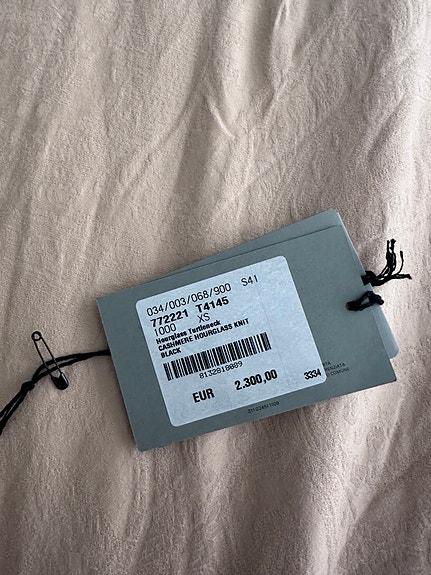 034/003/068/900 S41
772221 T4145
1000 XS
Hourglass Turtleneck
CASHMERE HOURGLASS KNIT
BLACK
8132818009
EUR 2.300,00 3334